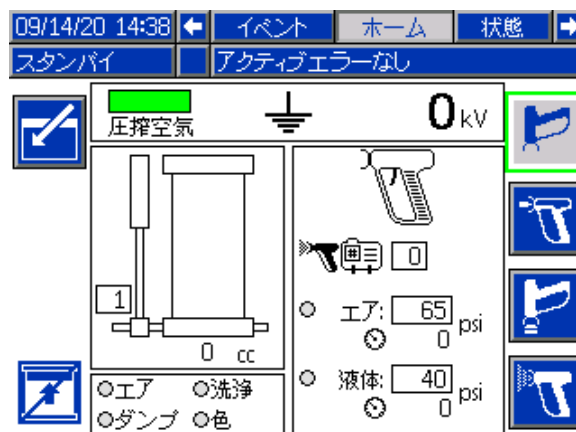 09/14/20 14:38 イベント ホーム 状態
スタンバイ アクティブエラーなし
圧搾空気 0 kV
1
0 cc
エア 洗浄
ダンプ 色
# 0
エア: 65 psi
0
液体: 40 psi
0